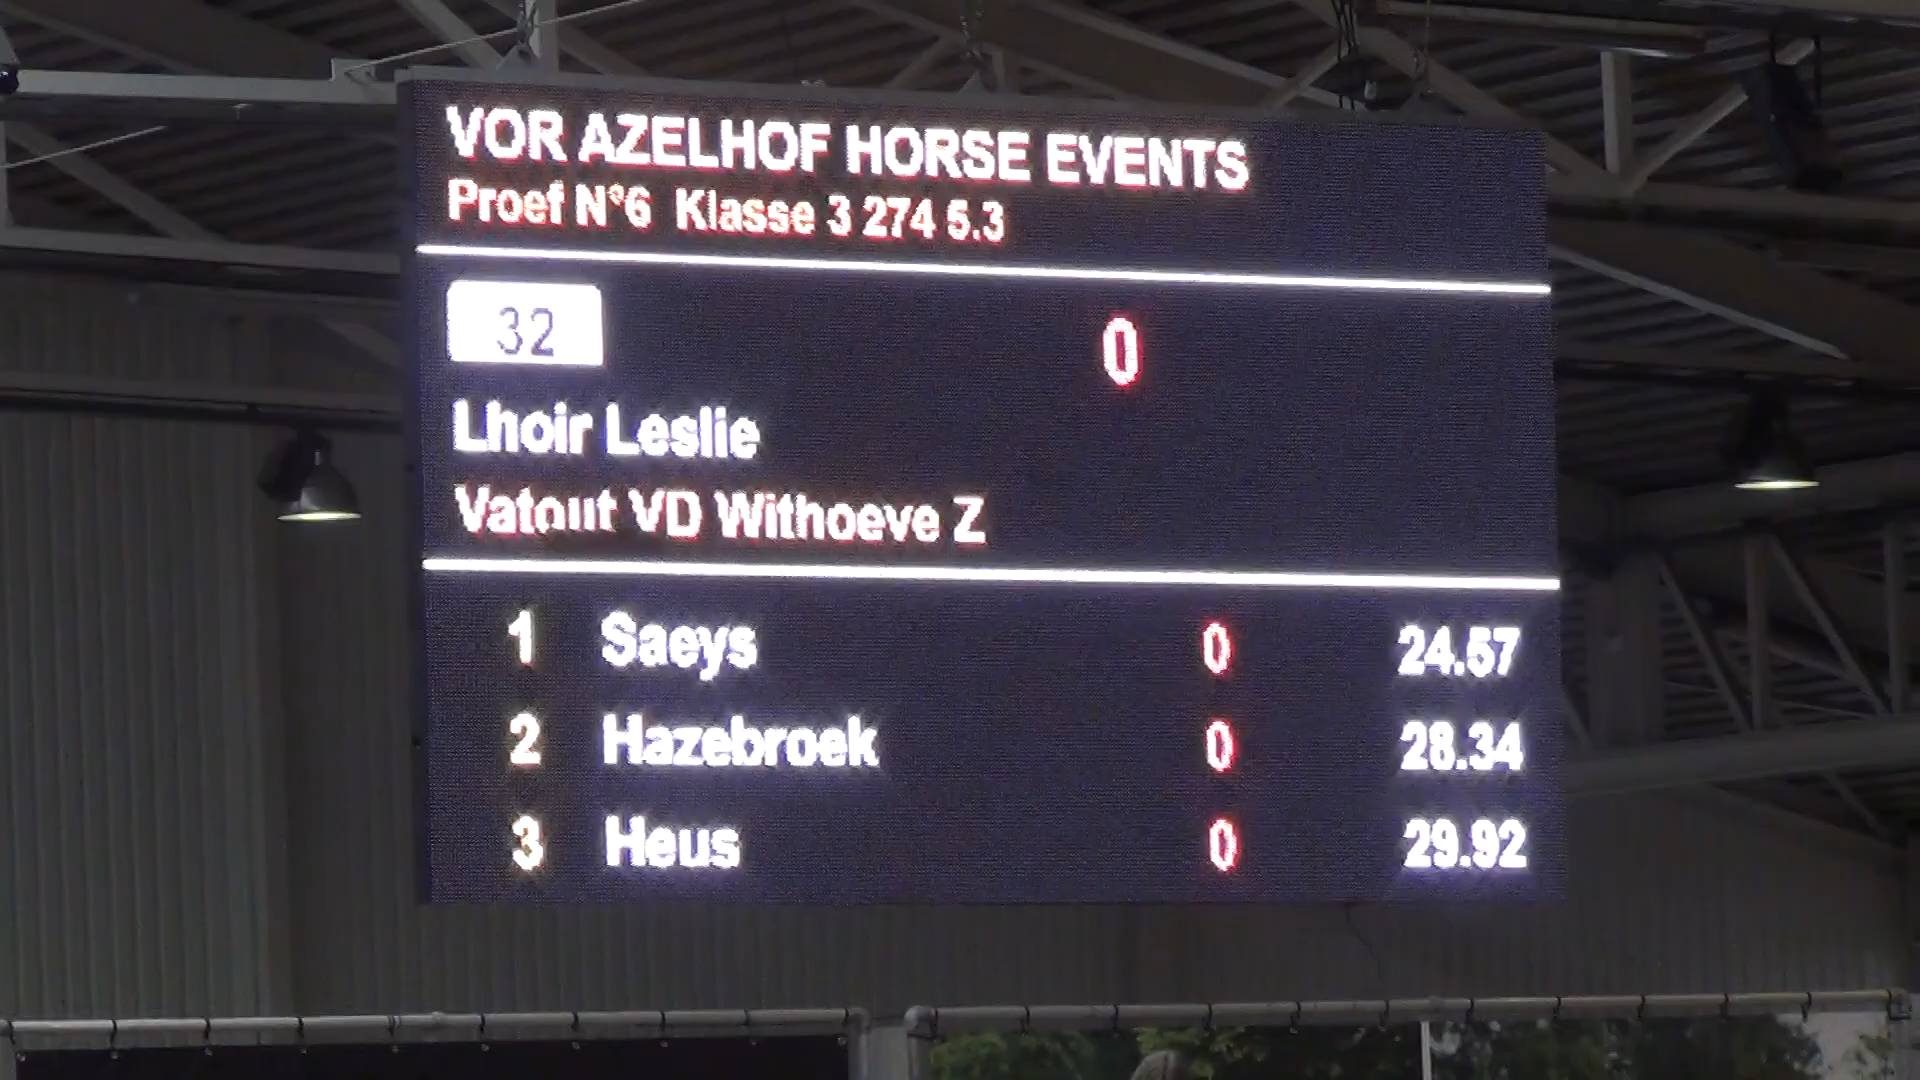 VOR AZELHOF HORSE EVENTS
Proef N°6 Klasse 3 274 5.3
32 0
Lhoir Leslie
Vatout VD Withoeve Z
1 Saeys 0 24.57
2 Hazebroek 0 28.34
3 Heus 0 29.92